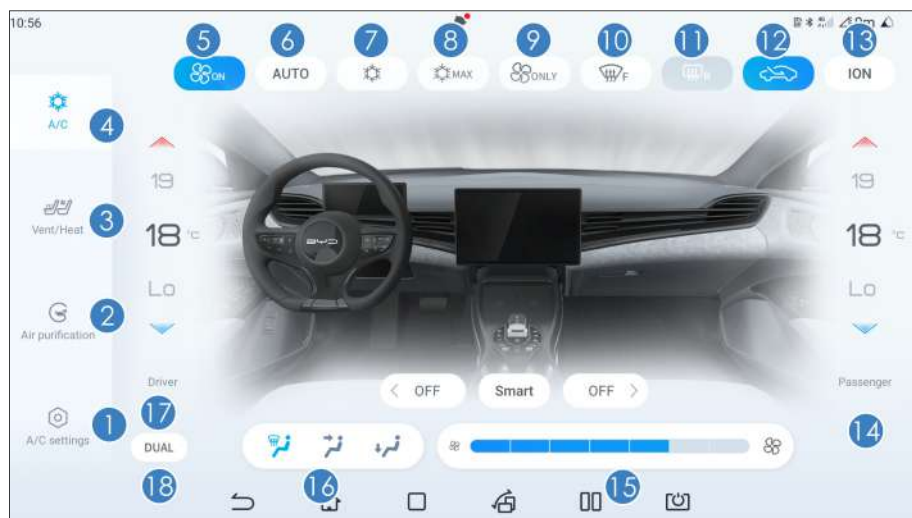 10:56
5 6 7 8 9 10 11 12 13
ON AUTO MAX ONLY F ION
4
A/C
19 19
3
Vent/Heat
18 °C 18 °C
BYD
Lo Lo
2
Air purification
Driver Passenger
< OFF Smart OFF >
1
A/C settings
17 14
DUAL
18 16 15